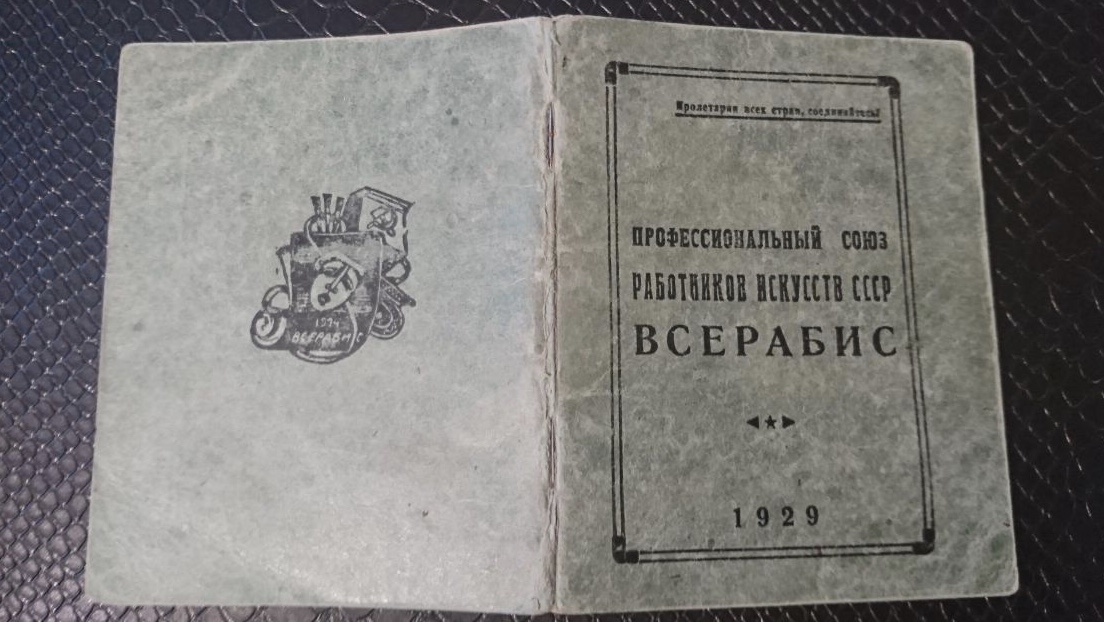 Пролетарии всех стран, соединяйтесь!
ПРОФЕССИОНАЛЬНЫЙ СОЮЗ
РАБОТНИКОВ ИСКУССТВ СССР
ВСЕРАБИС
1929
ВСЕРАБИС